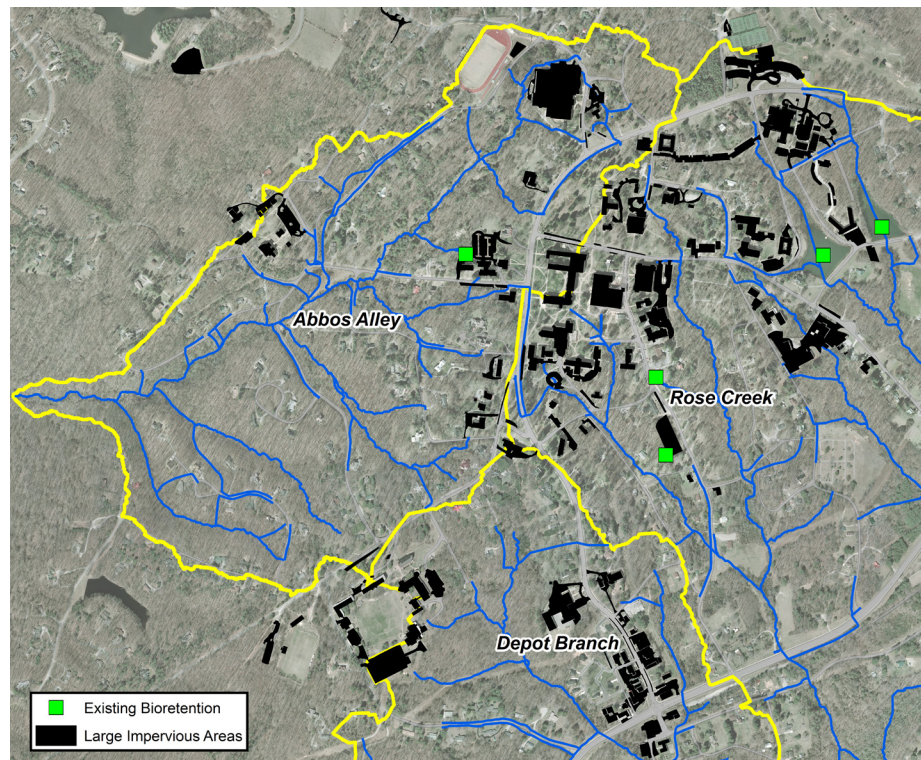 Abbos Alley
Rose Creek
Depot Branch
Existing Bioretention
Large Impervious Areas